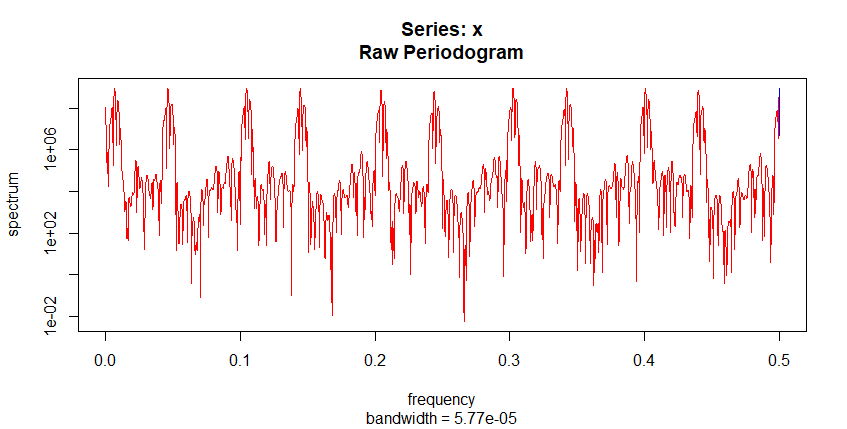 Series: x
Raw Periodogram
spectrum
1e+06
1e+02
1e-02
0.0 0.1 0.2 0.3 0.4 0.5
frequency
bandwidth = 5.77e-05